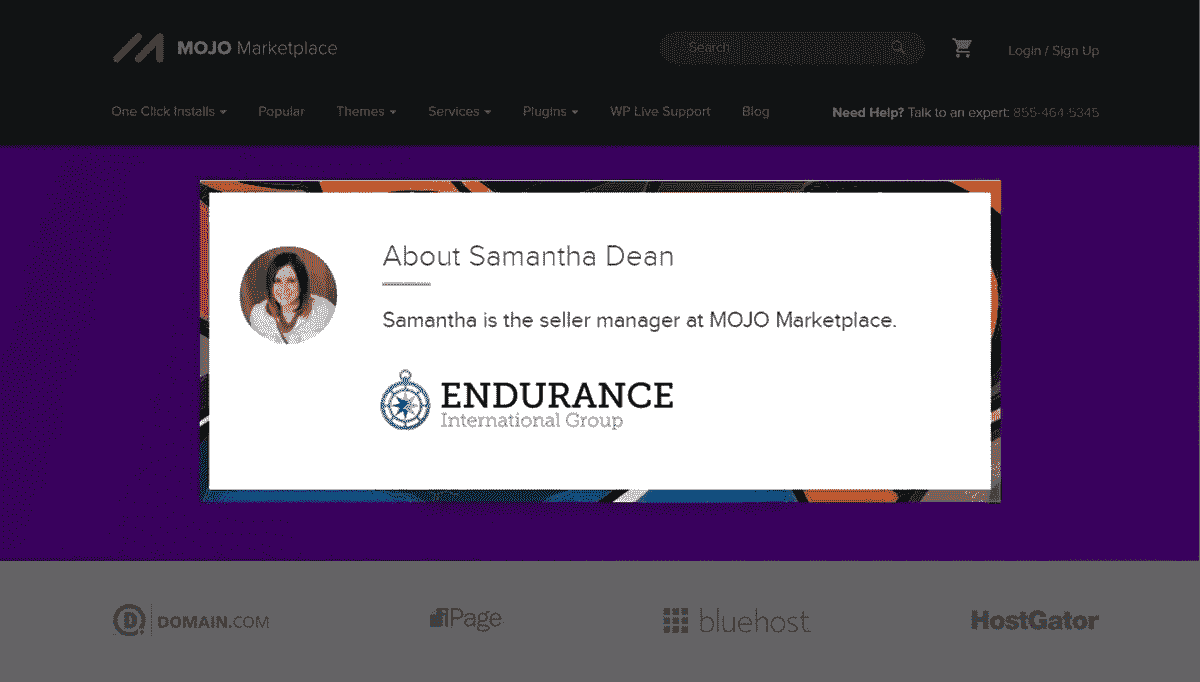 MOJO Marketplace
Search
Login / Sign Up
One Click Installs
Popular
Themes
Services
Plugins
WP Live Support
Blog
Need Help? Talk to an expert: 855-464-5345
About Samantha Dean
Samantha is the seller manager at MOJO Marketplace.
ENDURANCE
International Group
D DOMAIN.COM
iPage
bluehost
HostGator